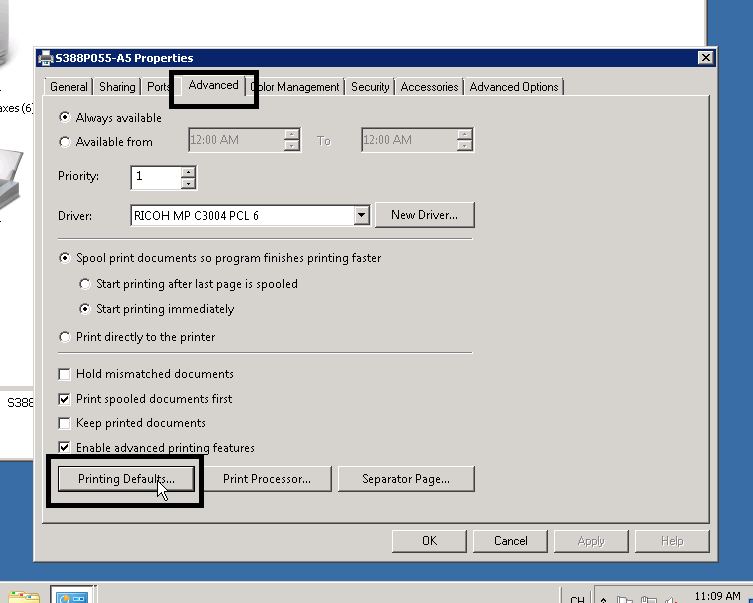 S388P055-A5 Properties
General Sharing Ports Advanced Color Management Security Accessories Advanced Options
axes (6)
Always available
Available from 12:00 AM To 12:00 AM
Priority: 1
Driver: RICOH MP C3004 PCL 6 New Driver...
Spool print documents so program finishes printing faster
Start printing after last page is spooled
Start printing immediately
Print directly to the printer
Hold mismatched documents
Print spooled documents first
S388
Keep printed documents
Enable advanced printing features
Printing Defaults... Print Processor... Separator Page...
OK Cancel Apply Help
CH 11:09 AM